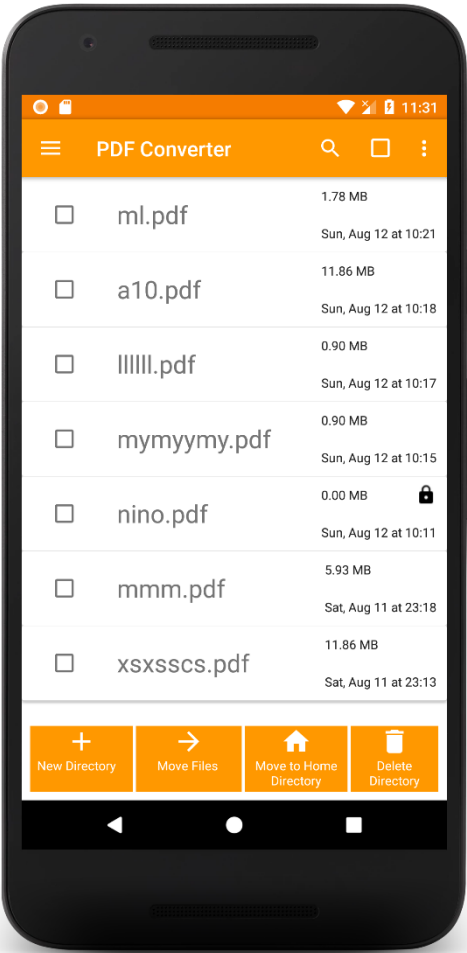 11:31
PDF Converter
1.78 MB
ml.pdf
Sun, Aug 12 at 10:21
11.86 MB
a10.pdf
Sun, Aug 12 at 10:18
0.90 MB
llllll.pdf
Sun, Aug 12 at 10:17
0.90 MB
mymyymy.pdf
Sun, Aug 12 at 10:15
0.00 MB
nino.pdf
Sun, Aug 12 at 10:11
5.93 MB
mmm.pdf
Sat, Aug 11 at 23:18
11.86 MB
xsxsscs.pdf
Sat, Aug 11 at 23:13
New Directory
Move Files
Move to Home
Directory
Delete
Directory